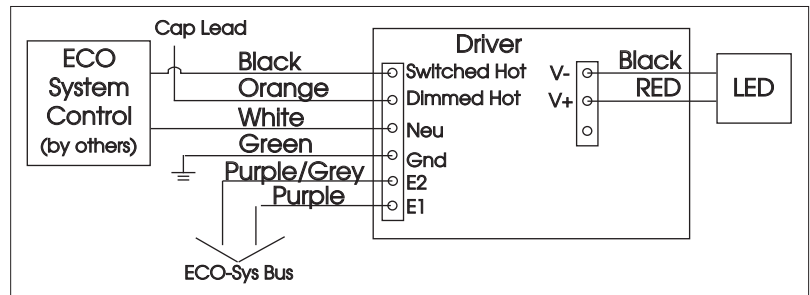 Cap Lead
ECO
System
Control
(by others)
Black
Orange
White
Green
Purple/Grey
Purple
ECO-Sys Bus
Driver
Switched Hot
Dimmed Hot
Neu
Gnd
E2
E1
V-
V+
Black
RED
LED